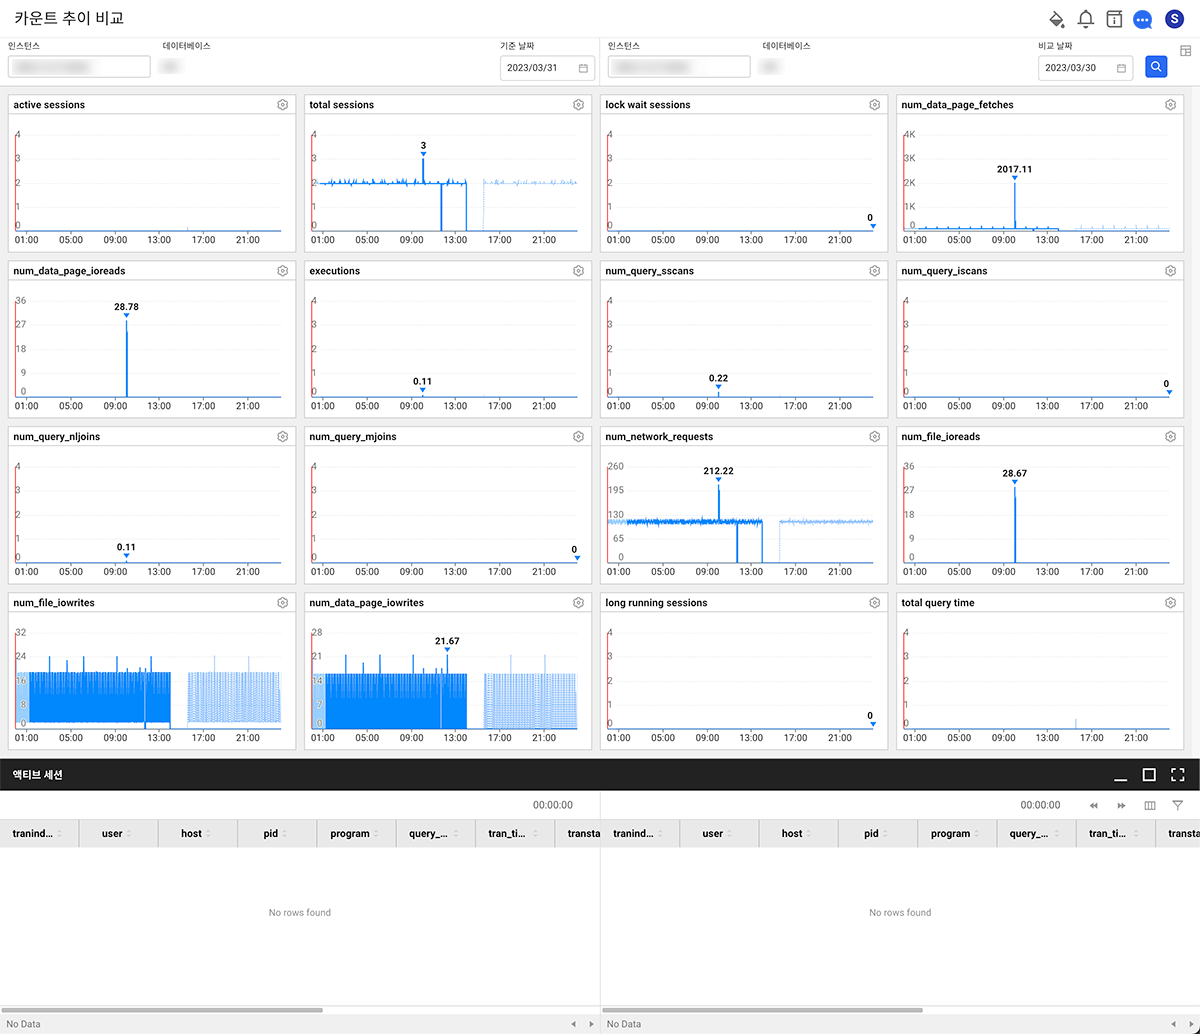 카운트 추이 비교
S
인스턴스 데이터베이스 기준 날짜 인스턴스 데이터베이스 비교 날짜
2023/03/31 2023/03/30
active sessions
4
3
2
1
0
01:00 05:00 09:00 13:00 17:00 21:00
total sessions
4
3
2
1
3
01:00 05:00 09:00 13:00 17:00 21:00
lock wait sessions
4
3
2
1
0
0
01:00 05:00 09:00 13:00 17:00 21:00
num_data_page_fetches
4K
3K
2K
1K
0
2017.11
01:00 05:00 09:00 13:00 17:00 21:00
num_data_page_ioreads
36
27
18
9
0
28.78
01:00 05:00 09:00 13:00 17:00 21:00
executions
4
3
2
1
0
0.11
01:00 05:00 09:00 13:00 17:00 21:00
num_query_sscans
4
3
2
1
0
0.22
01:00 05:00 09:00 13:00 17:00 21:00
num_query_iscans
4
3
2
1
0
0
01:00 05:00 09:00 13:00 17:00 21:00
num_query_nljoins
4
3
2
1
0
0.11
01:00 05:00 09:00 13:00 17:00 21:00
num_query_mjoins
4
3
2
1
0
0
01:00 05:00 09:00 13:00 17:00 21:00
num_network_requests
260
195
130
65
0
212.22
01:00 05:00 09:00 13:00 17:00 21:00
num_file_ioreads
36
27
18
9
0
28.67
01:00 05:00 09:00 13:00 17:00 21:00
num_file_iowrites
32
24
16
8
0
01:00 05:00 09:00 13:00 17:00 21:00
num_data_page_iowrites
28
21
14
7
0
21.67
01:00 05:00 09:00 13:00 17:00 21:00
long running sessions
4
3
2
1
0
0
01:00 05:00 09:00 13:00 17:00 21:00
total query time
4
3
2
1
0
01:00 05:00 09:00 13:00 17:00 21:00
액티브 세션
00:00:00 00:00:00
tranind... user host pid program query_... tran_ti... transta tranind... user host pid program query_... tran_ti... transta
No rows found No rows found
No Data No Data